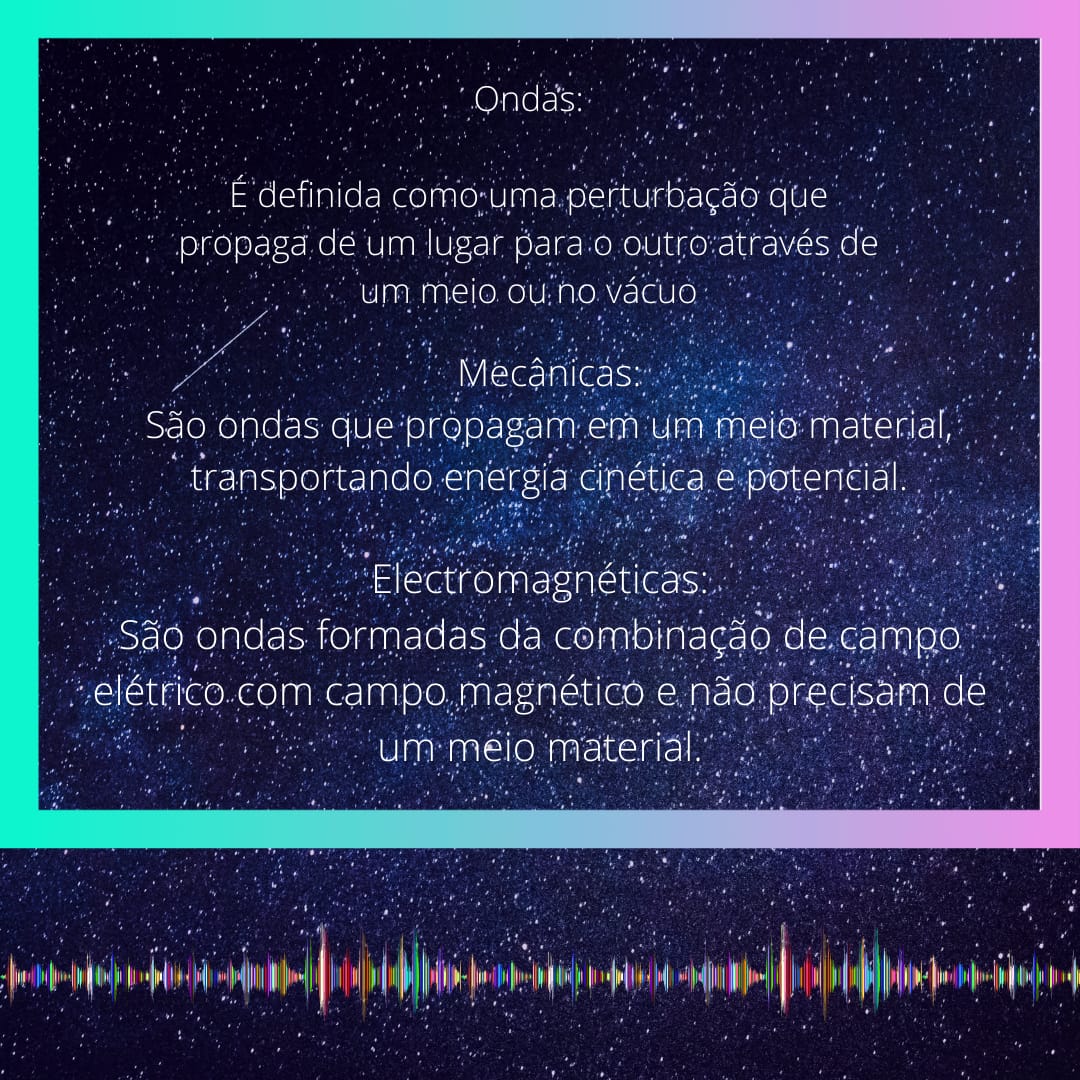 Ondas:
É definida como uma perturbação que
propaga de um lugar para o outro através de
um meio ou no vácuo
Mecânicas:
São ondas que propagam em um meio material,
transportando energia cinética e potencial.
Electromagnéticas:
São ondas formadas da combinação de campo
elétrico com campo magnético e não precisam de
um meio material.